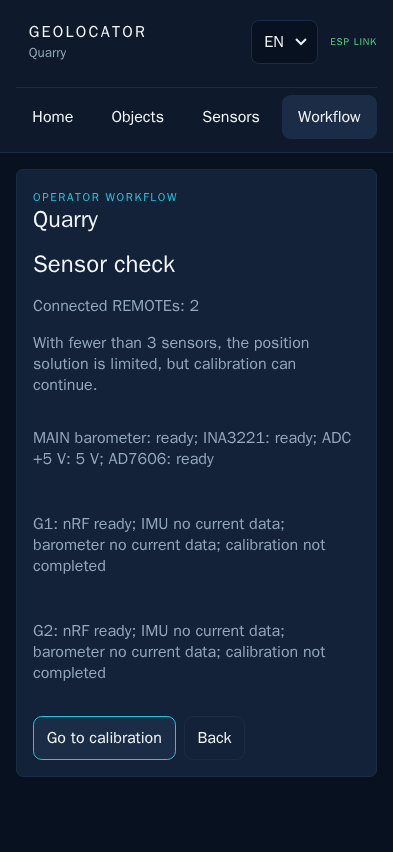 GEOLOCATOR
Quarry
EN
ESP LINK
Home
Objects
Sensors
Workflow
OPERATOR WORKFLOW
Quarry
Sensor check
Connected REMOTEs: 2
With fewer than 3 sensors, the position
solution is limited, but calibration can
continue.
MAIN barometer: ready; INA3221: ready; ADC
+5 V: 5 V; AD7606: ready
G1: nRF ready; IMU no current data;
barometer no current data; calibration not
completed
G2: nRF ready; IMU no current data;
barometer no current data; calibration not
completed
Go to calibration
Back